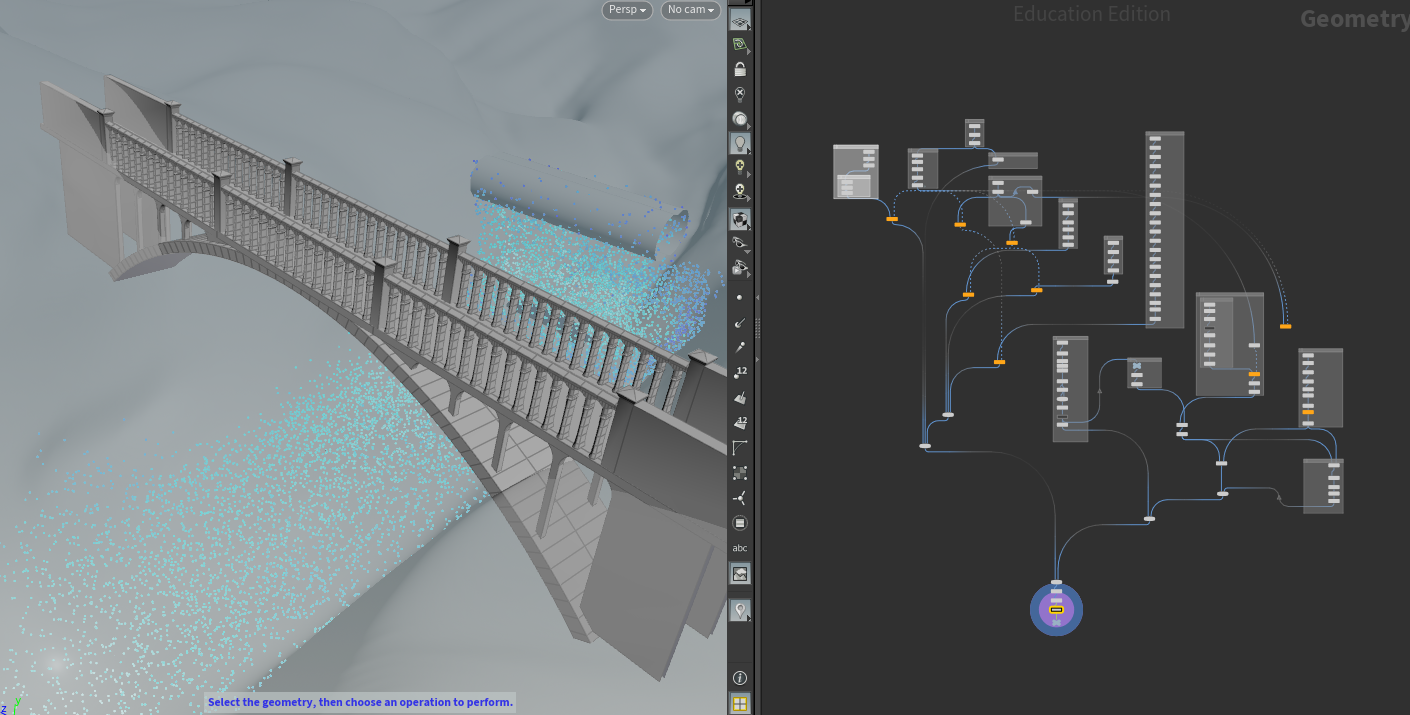 Persp
No cam
Education Edition
Geometry
12
12
abc
Select the geometry, then choose an operation to perform.
y
z